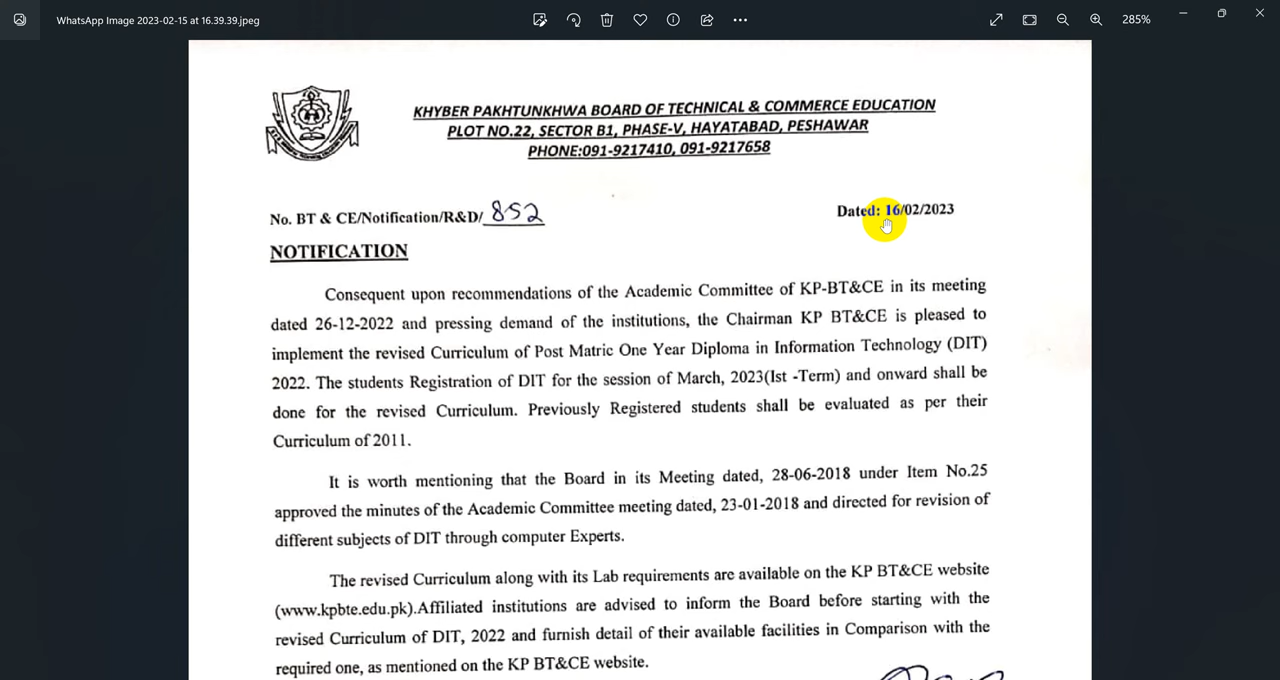 WhatsApp Image 2023-02-15 at 16.39.39.jpeg
285%
KHYBER PAKHTUNKHWA BOARD OF TECHNICAL & COMMERCE EDUCATION
PLOT NO.22, SECTOR B1, PHASE-V, HAYATABAD, PESHAWAR
PHONE:091-9217410, 091-9217658
No. BT & CE/Notification/R&D/ 852
Dated: 16/02/2023
NOTIFICATION
Consequent upon recommendations of the Academic Committee of KP-BT&CE in its meeting
dated 26-12-2022 and pressing demand of the institutions, the Chairman KP BT&CE is pleased to
implement the revised Curriculum of Post Matric One Year Diploma in Information Technology (DIT)
2022. The students Registration of DIT for the session of March, 2023(Ist -Term) and onward shall be
done for the revised Curriculum. Previously Registered students shall be evaluated as per their
Curriculum of 2011.
It is worth mentioning that the Board in its Meeting dated, 28-06-2018 under Item No.25
approved the minutes of the Academic Committee meeting dated, 23-01-2018 and directed for revision of
different subjects of DIT through computer Experts.
The revised Curriculum along with its Lab requirements are available on the KP BT&CE website
(www.kpbte.edu.pk).Affiliated institutions are advised to inform the Board before starting with the
revised Curriculum of DIT, 2022 and furnish detail of their available facilities in Comparison with the
required one, as mentioned on the KP BT&CE website.